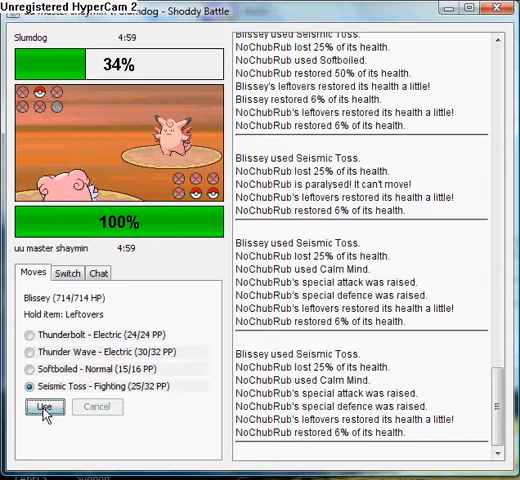 Unregistered HyperCam 2
uu master shaymin v. Slumdog - Shoddy Battle
Slumdog
4:59
34%
100%
uu master shaymin
4:59
Moves
Switch
Chat
Blissey (714/714 HP)
Hold item: Leftovers
Thunderbolt - Electric (24/24 PP)
Thunder Wave - Electric (30/32 PP)
Softboiled - Normal (15/16 PP)
Seismic Toss - Fighting (25/32 PP)
Use
Cancel
Blissey used Seismic Toss.
NoChubRub lost 25% of its health.
NoChubRub used Softboiled.
NoChubRub restored 50% of its health.
Blissey's leftovers restored its health a little!
Blissey restored 6% of its health.
NoChubRub's leftovers restored its health a little!
NoChubRub restored 6% of its health.
Blissey used Seismic Toss.
NoChubRub lost 25% of its health.
NoChubRub is paralysed! It can't move!
NoChubRub's leftovers restored its health a little!
NoChubRub restored 6% of its health.
Blissey used Seismic Toss.
NoChubRub lost 25% of its health.
NoChubRub used Calm Mind.
NoChubRub's special attack was raised.
NoChubRub's special defence was raised.
NoChubRub's leftovers restored its health a little!
NoChubRub restored 6% of its health.
Blissey used Seismic Toss.
NoChubRub lost 25% of its health.
NoChubRub used Calm Mind.
NoChubRub's special attack was raised.
NoChubRub's special defence was raised.
NoChubRub's leftovers restored its health a little!
NoChubRub restored 6% of its health.